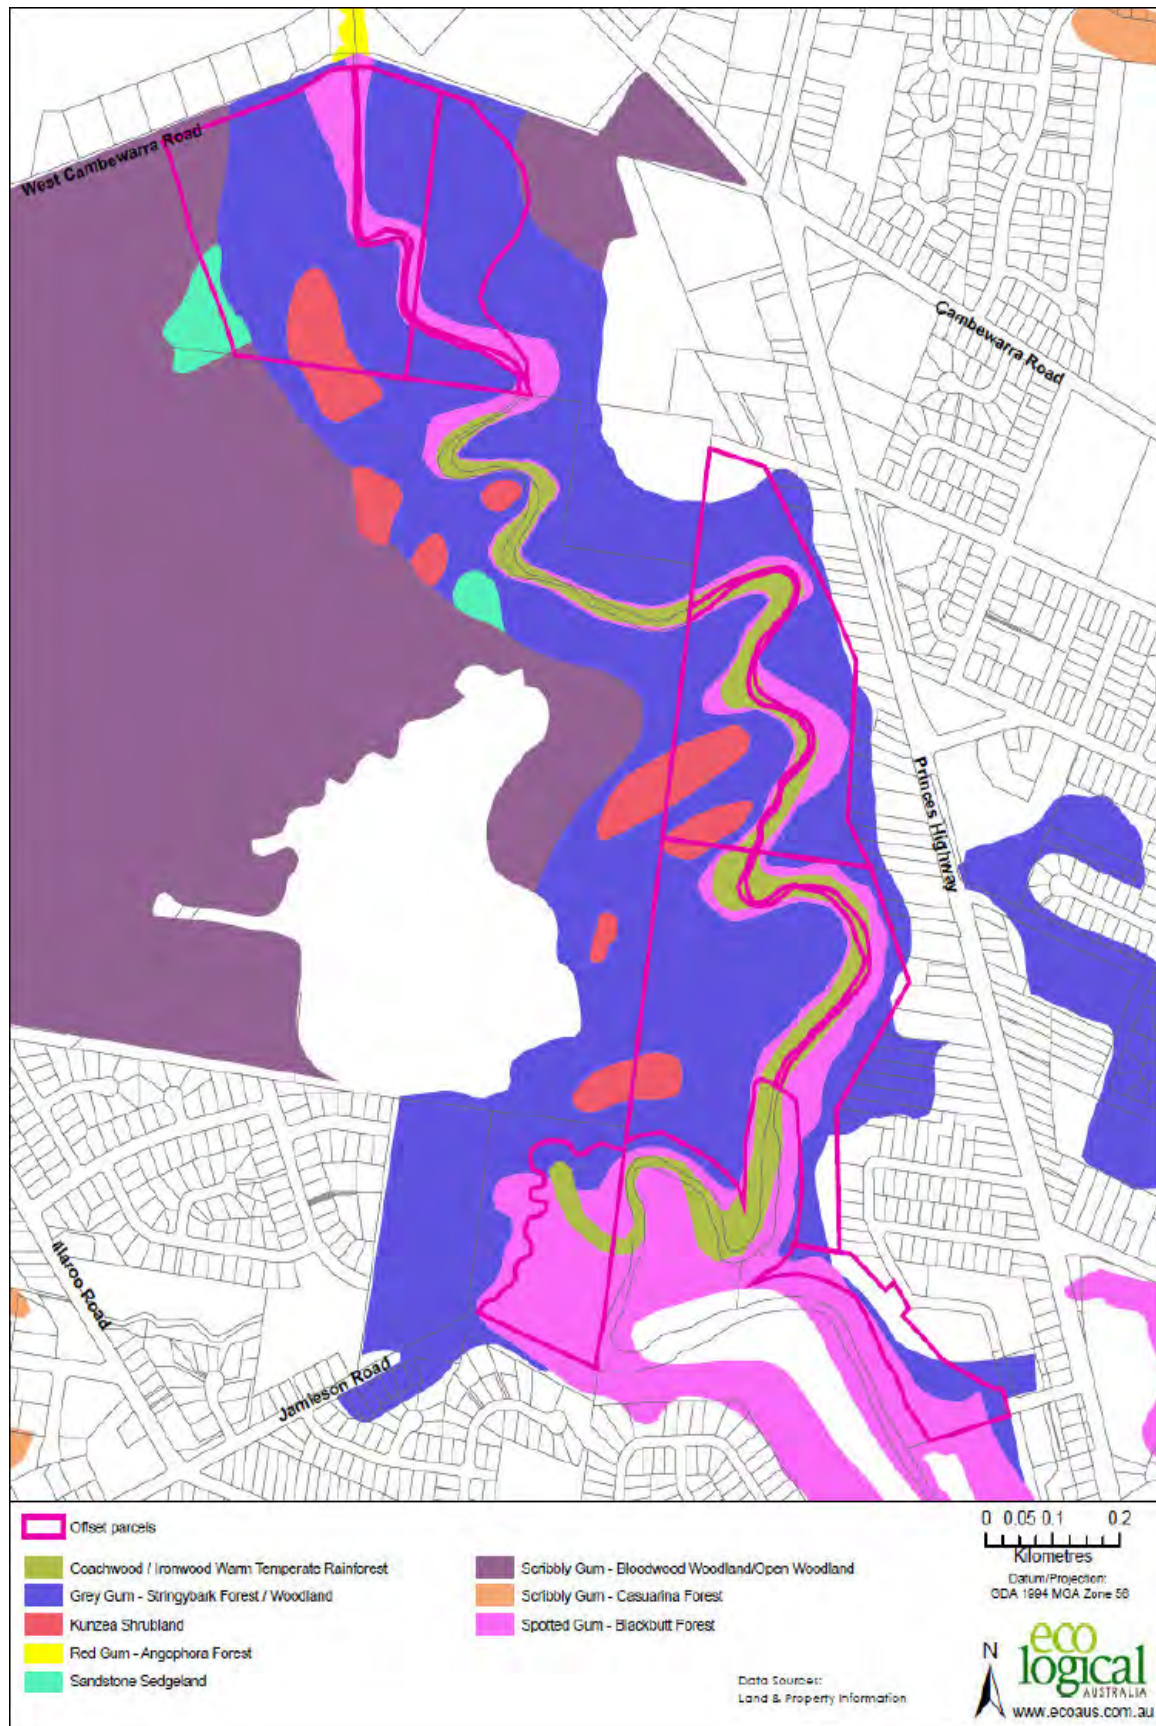 West Cambewarra Road
Cambewarra Road
Princes Highway
Illaroo Road
Jamieson Road
Offset parcels
Coachwood / Ironwood Warm Temperate Rainforest
Grey Gum - Stringybark Forest / Woodland
Kunzea Shrubland
Red Gum - Angophora Forest
Sandstone Sedgeland
Scribbly Gum - Bloodwood Woodland/Open Woodland
Scribbly Gum - Casuarina Forest
Spotted Gum - Blackbutt Forest
Data Sources:
Land & Property Information
0 0.05 0.1 0.2
Kilometres
Datum/Projection:
GDA 1994 MGA Zone 56
N
eco
logical
AUSTRALIA
www.ecoaus.com.au